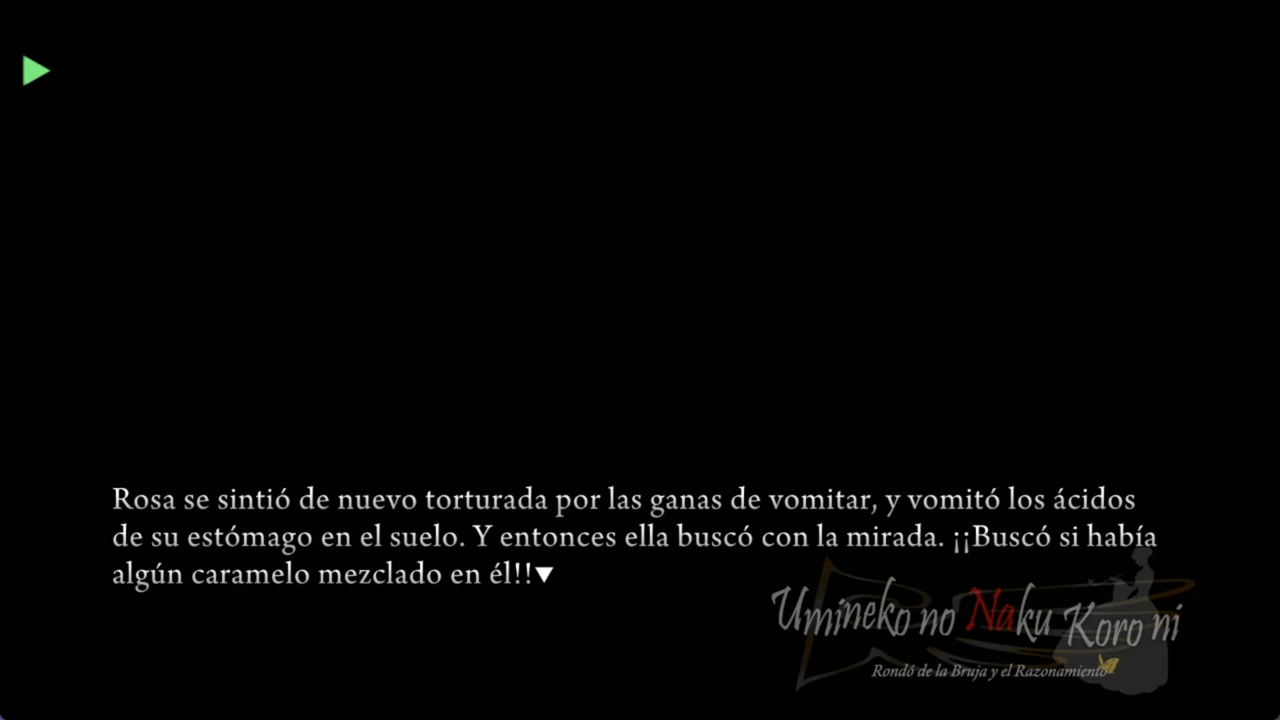 Rosa se sintió de nuevo torturada por las ganas de vomitar, y vomitó los ácidos
de su estómago en el suelo. Y entonces ella buscó con la mirada. ¡¡Buscó si había
algún caramelo mezclado en él!!
Umineko no Naku Koro ni
Rondó de la Bruja y el Razonamiento